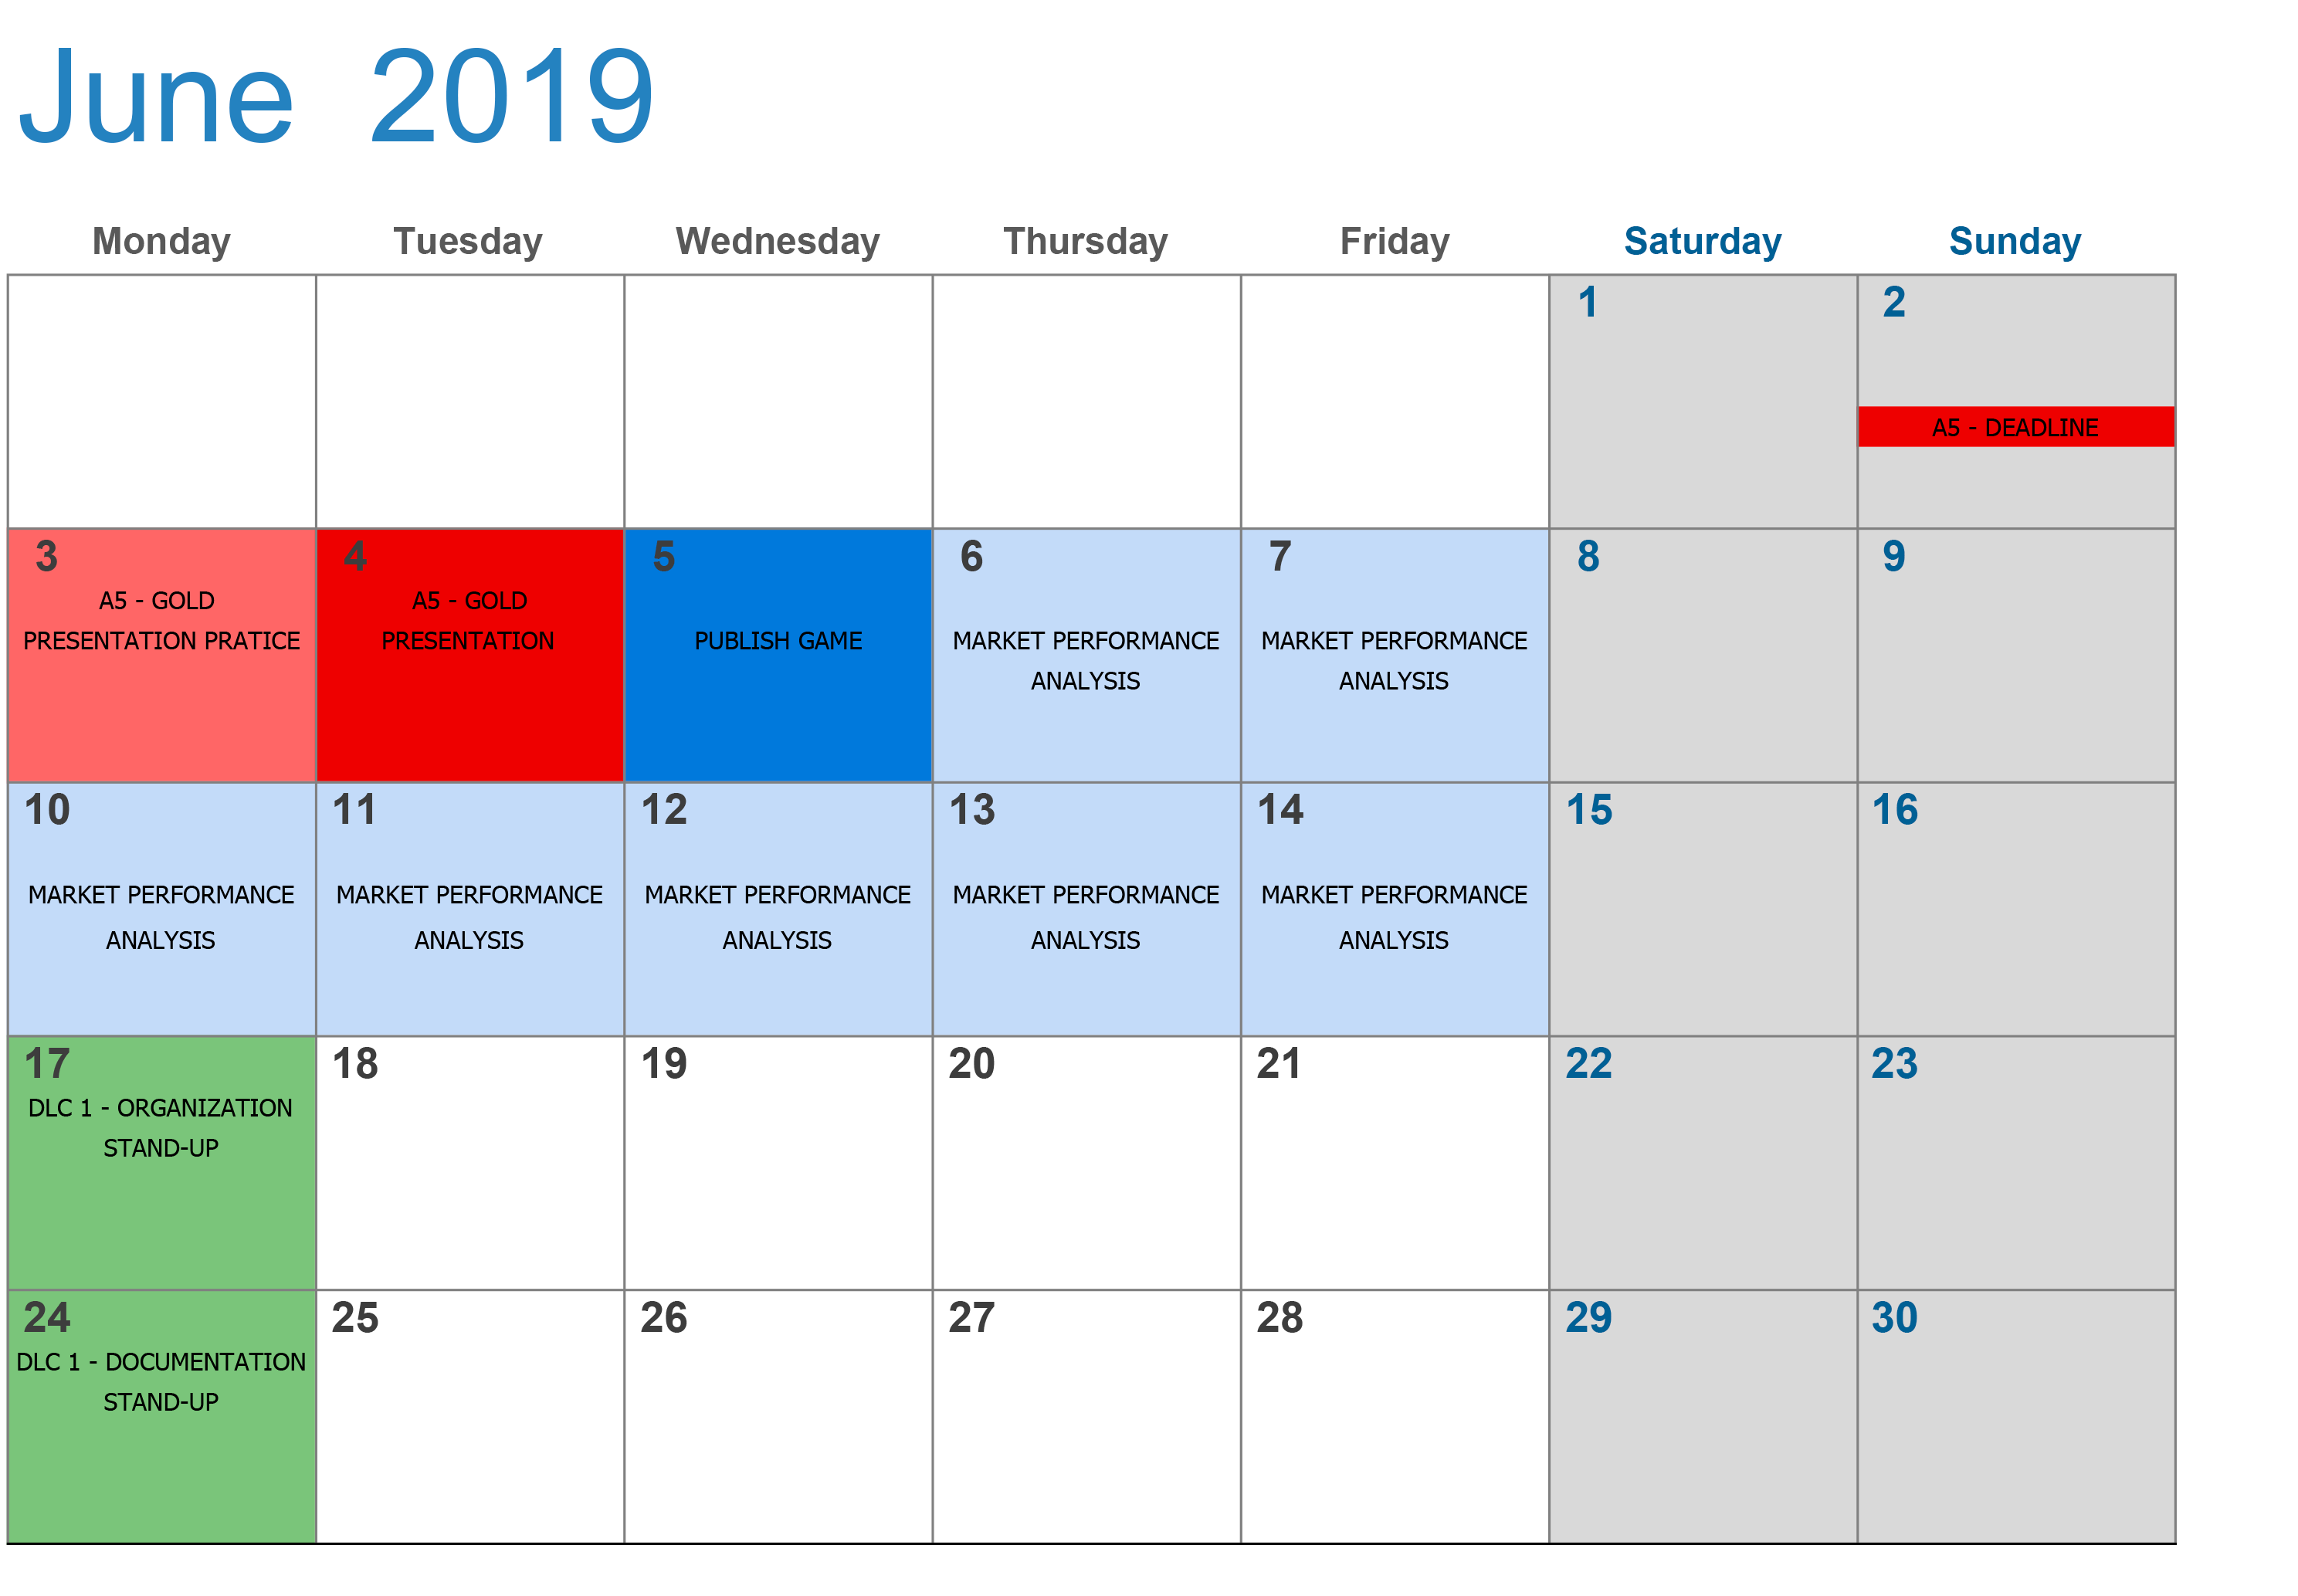 June 2019
Monday Tuesday Wednesday Thursday Friday Saturday Sunday
1 2
A5 - DEADLINE
3 4 5 6 7 8 9
A5 - GOLD A5 - GOLD
PRESENTATION PRATICE PRESENTATION PUBLISH GAME MARKET PERFORMANCE MARKET PERFORMANCE
ANALYSIS ANALYSIS
10 11 12 13 14 15 16
MARKET PERFORMANCE MARKET PERFORMANCE MARKET PERFORMANCE MARKET PERFORMANCE MARKET PERFORMANCE
ANALYSIS ANALYSIS ANALYSIS ANALYSIS ANALYSIS
17 18 19 20 21 22 23
DLC 1 - ORGANIZATION
STAND-UP
24 25 26 27 28 29 30
DLC 1 - DOCUMENTATION
STAND-UP